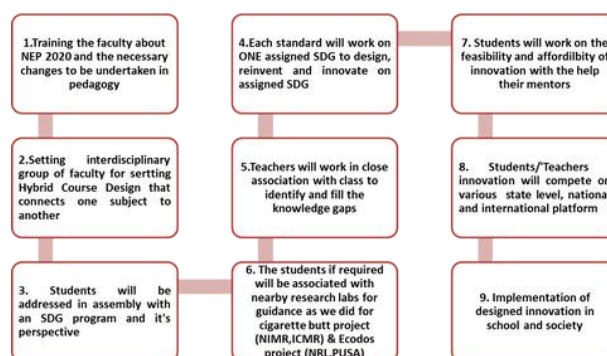 1.Training the faculty about
NEP 2020 and the necessary
changes to be undertaken in
pedagogy
2.Setting interdisciplinary
group of faculty for sertting
Hybrid Course Design that
connects one subject to
another
3. Students will be
addressed in assembly with
an SDG program and it's
perspective
4.Each standard will work on
ONE assigned SDG to design,
reinvent and innovate on
assigned SDG
5.Teachers will work in close
association with class to
identify and fill the
knowledge gaps
6. The students if required
will be associated with
nearby research labs for
guidance as we did for
cigarette butt project
(NIMR,ICMR) & Ecodos
project (NRL,PUSA)
7. Students will work on the
feasibility and affordilbity of
innovation with the help
their mentors
8. Students/'Teachers
innovation will compete on
various state level, national
and international platform
9. Implementation of
designed innovation in
school and society